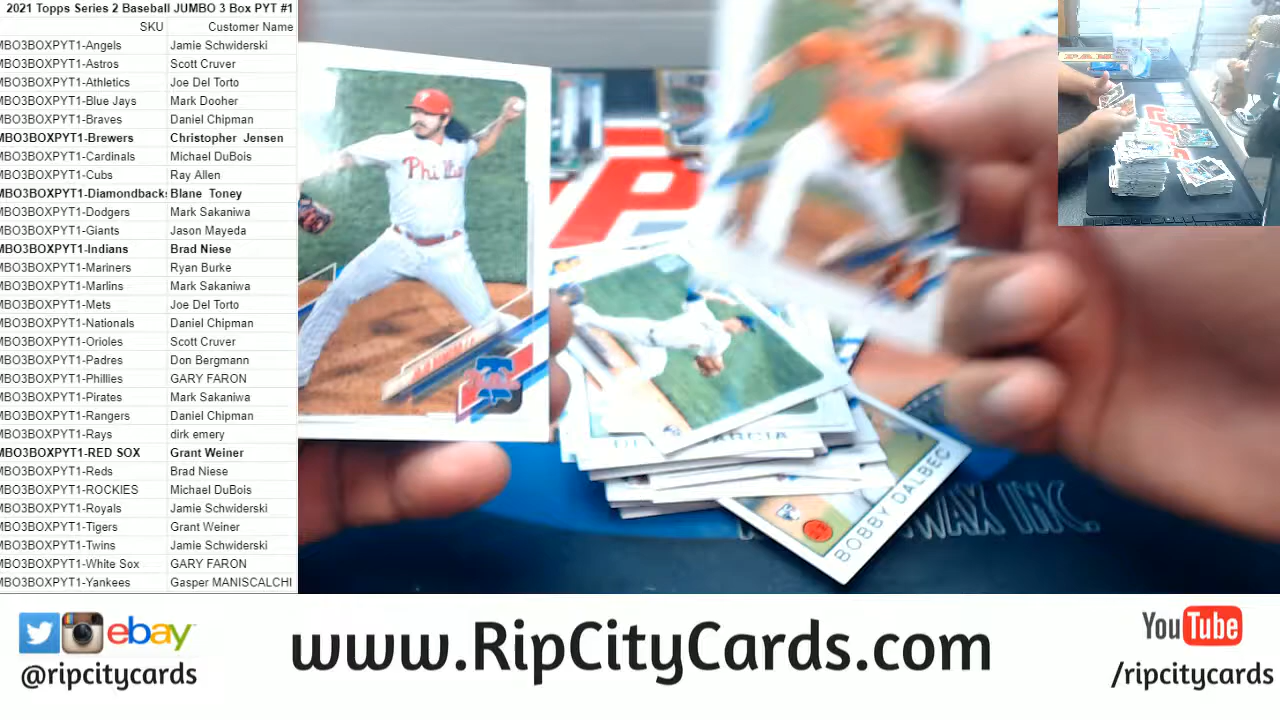 2021 Topps Series 2 Baseball JUMBO 3 Box PYT #1
SKU Customer Name
MBO3BOXPYT1-Angels Jamie Schwiderski
MBO3BOXPYT1-Astros Scott Cruver
MBO3BOXPYT1-Athletics Joe Del Torto
MBO3BOXPYT1-Blue Jays Mark Dooher
MBO3BOXPYT1-Braves Daniel Chipman
MBO3BOXPYT1-Brewers Christopher Jensen
MBO3BOXPYT1-Cardinals Michael DuBois
MBO3BOXPYT1-Cubs Ray Allen
MBO3BOXPYT1-Diamondbacks Blane Toney
MBO3BOXPYT1-Dodgers Mark Sakaniwa
MBO3BOXPYT1-Giants Jason Mayeda
MBO3BOXPYT1-Indians Brad Niese
MBO3BOXPYT1-Mariners Ryan Burke
MBO3BOXPYT1-Marlins Mark Sakaniwa
MBO3BOXPYT1-Mets Joe Del Torto
MBO3BOXPYT1-Nationals Daniel Chipman
MBO3BOXPYT1-Orioles Scott Cruver
MBO3BOXPYT1-Padres Don Bergmann
MBO3BOXPYT1-Phillies GARY FARON
MBO3BOXPYT1-Pirates Mark Sakaniwa
MBO3BOXPYT1-Rangers Daniel Chipman
MBO3BOXPYT1-Rays dirk emery
MBO3BOXPYT1-RED SOX Grant Weiner
MBO3BOXPYT1-Reds Brad Niese
MBO3BOXPYT1-ROCKIES Michael DuBois
MBO3BOXPYT1-Royals Jamie Schwiderski
MBO3BOXPYT1-Tigers Grant Weiner
MBO3BOXPYT1-Twins Jamie Schwiderski
MBO3BOXPYT1-White Sox GARY FARON
MBO3BOXPYT1-Yankees Gasper MANISCALCHI
BOBBY DALBEC
WAX INC.
ebay
@ripcitycards
www.RipCityCards.com
YouTube
/ripcitycards